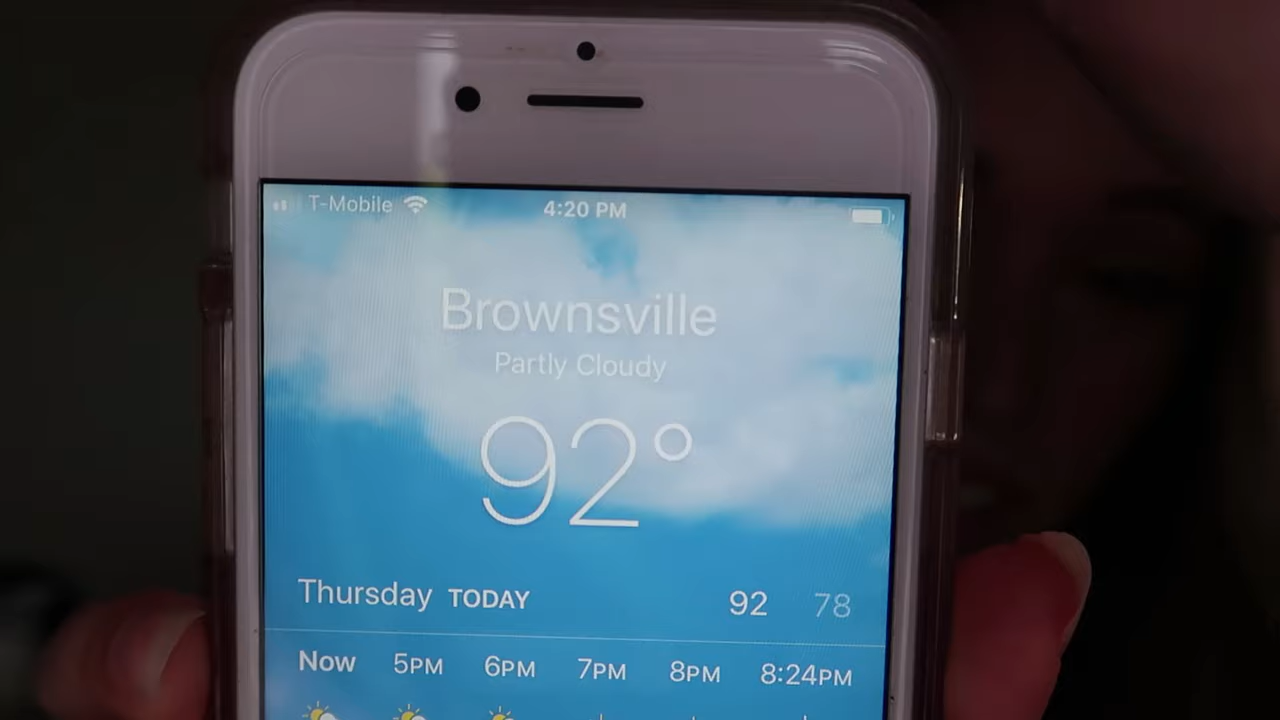 T-Mobile 4:20 PM
Brownsville
Partly Cloudy
92°
Thursday TODAY 92 78
Now 5PM 6PM 7PM 8PM 8:24PM